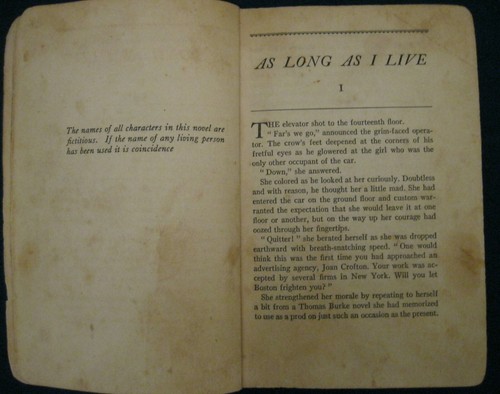 The names of all characters in this novel are
fictitious. If the name of any living person
has been used it is coincidence
AS LONG AS I LIVE
I
THE elevator shot to the fourteenth floor.
"Far's we go," announced the grim-faced opera-
tor. The crow's feet deepened at the corners of his
fretful eyes as he glowered at the girl who was the
only other occupant of the car.
"Down," she answered.
She colored as he looked at her curiously. Doubtless
and with reason, he thought her a little mad. She had
entered the car on the ground floor and custom war-
ranted the expectation that she would leave it at one
floor or another, but on the way up her courage had
oozed through her fingertips.
"Quitter!" she berated herself as she was dropped
earthward with breath-snatching speed. "One would
think this was the first time you had approached an
advertising agency, Joan Crofton. Your work was ac-
cepted by several firms in New York. Will you let
Boston frighten you?"
She strengthened her morale by repeating to herself
a bit from a Thomas Burke novel she had memorized
to use as a prod on just such an occasion as the present.